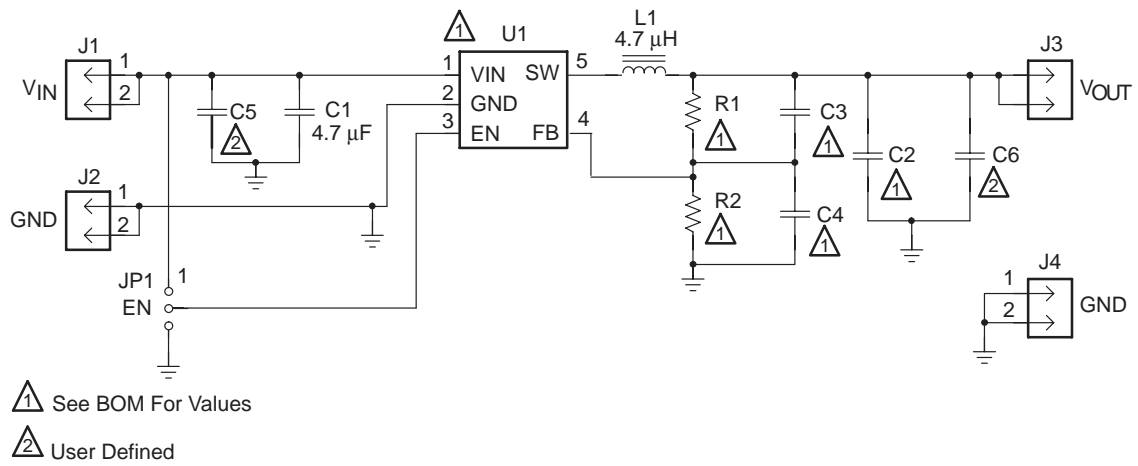 J1
1
2
VIN
C5
2
C1
4.7 μF
J2
1
2
GND
JP1
1
EN
1
U1
1
VIN
2
GND
3
EN
SW
5
FB
4
L1
4.7 μH
R1
1
C3
1
R2
1
C4
1
C2
1
C6
2
J3
VOUT
J4
1
2
GND
1 See BOM For Values
2 User Defined